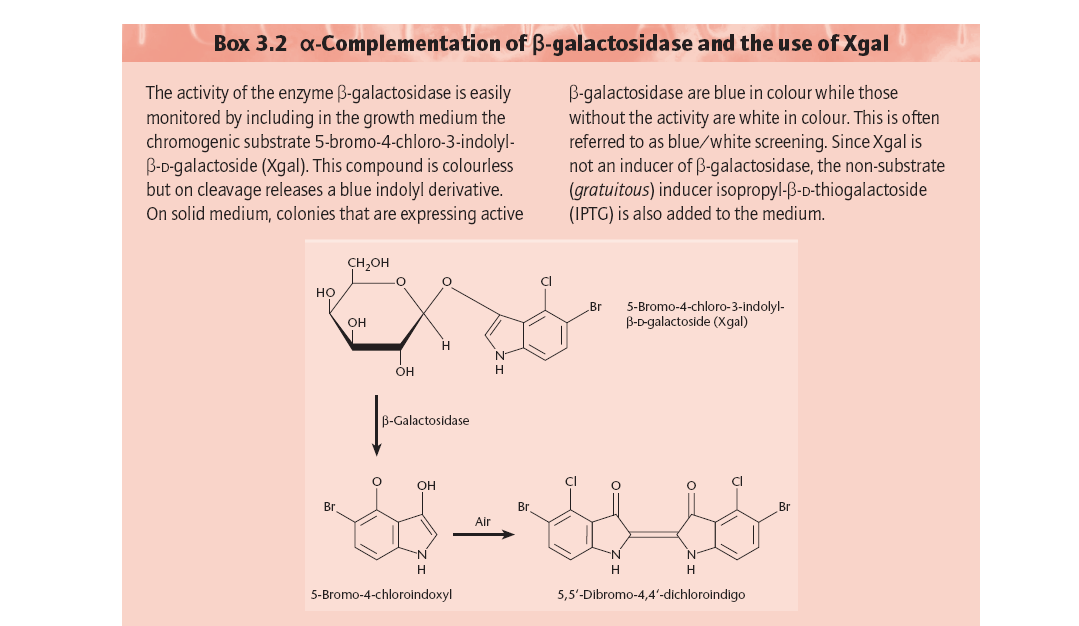 Box 3.2 α-Complementation of β-galactosidase and the use of Xgal
The activity of the enzyme β-galactosidase is easily
monitored by including in the growth medium the
chromogenic substrate 5-bromo-4-chloro-3-indolyl-
β-D-galactoside (Xgal). This compound is colourless
but on cleavage releases a blue indolyl derivative.
On solid medium, colonies that are expressing active
β-galactosidase are blue in colour while those
without the activity are white in colour. This is often
referred to as blue/white screening. Since Xgal is
not an inducer of β-galactosidase, the non-substrate
(gratuitous) inducer isopropyl-β-D-thiogalactoside
(IPTG) is also added to the medium.
CH₂OH
O
O
Cl
HO
Br
OH
H
N
H
OH
5-Bromo-4-chloro-3-indolyl-
β-D-galactoside (Xgal)
β-Galactosidase
O
OH
Br
N
H
Air
Cl
O
O
Cl
Br
Br
N
H
N
H
5-Bromo-4-chloroindoxyl
5,5′-Dibromo-4,4′-dichloroindigo